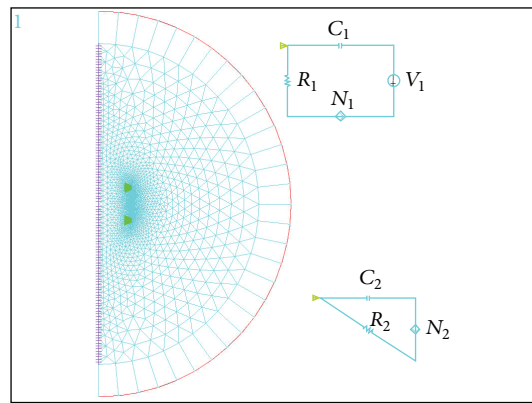 1
C₁
R₁
V₁
N₁
C₂
R₂
N₂